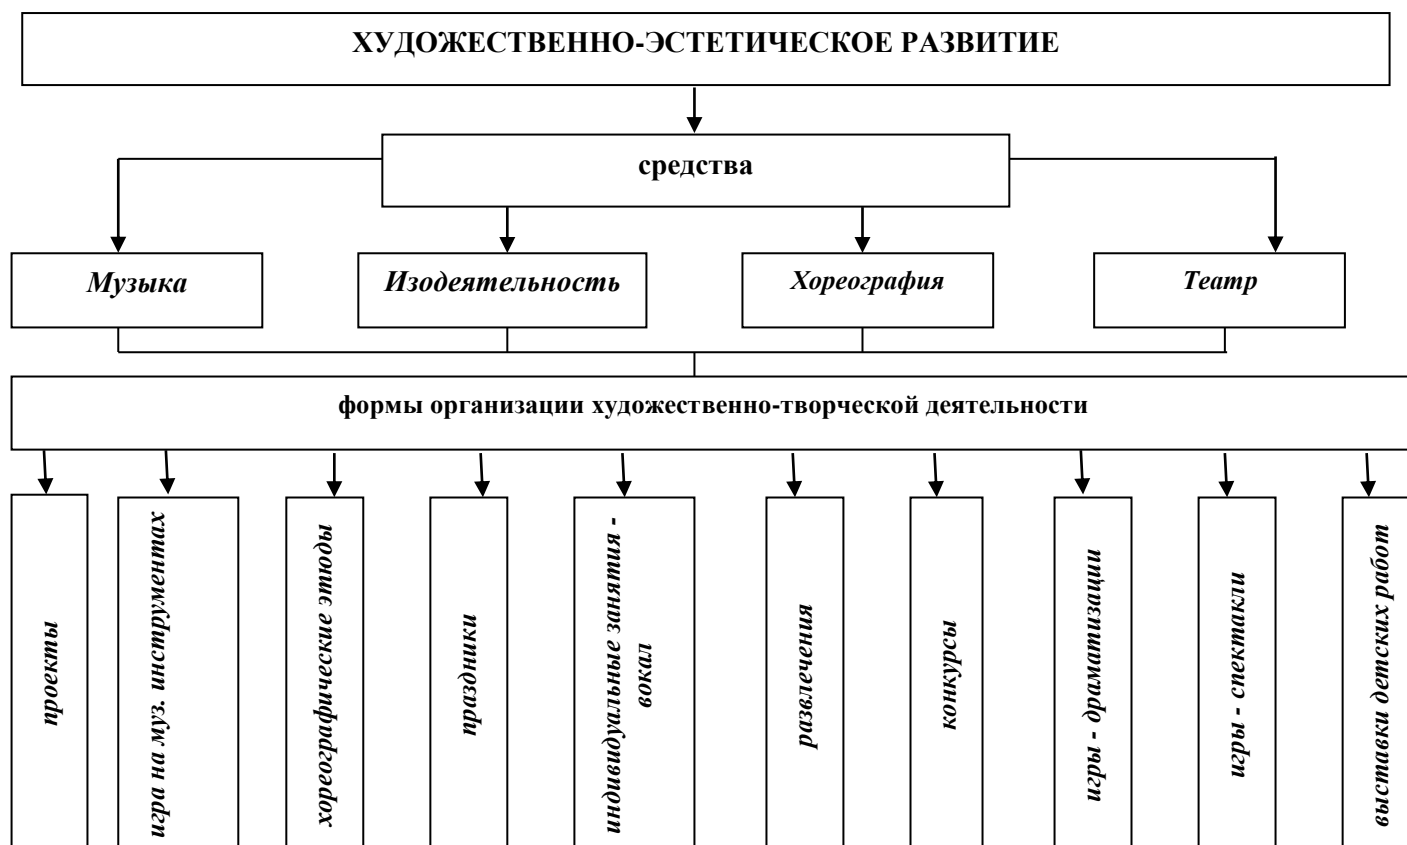 ХУДОЖЕСТВЕННО-ЭСТЕТИЧЕСКОЕ РАЗВИТИЕ
средства
Музыка
Изодеятельность
Хореография
Театр
формы организации художественно-творческой деятельности
проекты
игра на муз. инструментах
хореографические этюды
праздники
индивидуальные занятия -
вокал
развлечения
конкурсы
игры - драматизации
игры - спектакли
выставки детских работ